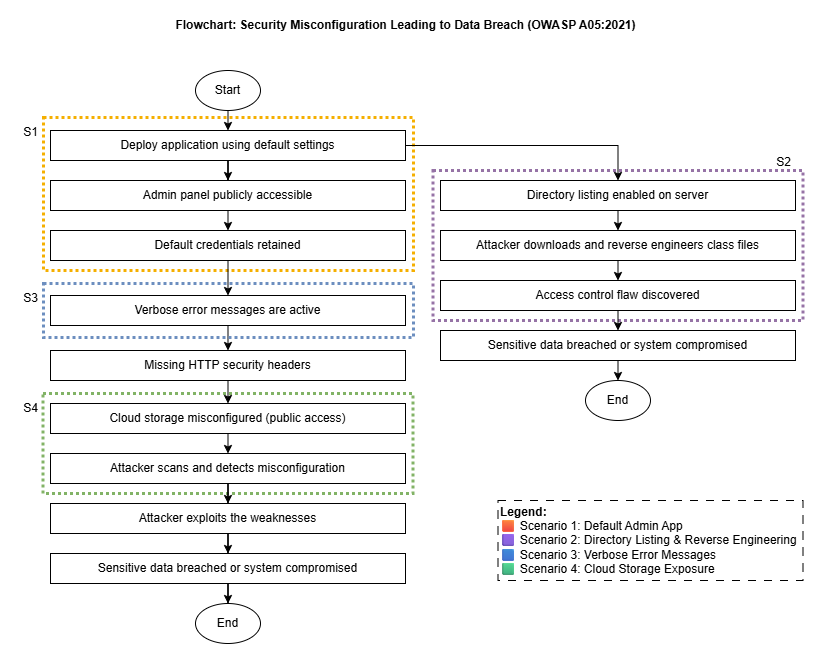 Flowchart: Security Misconfiguration Leading to Data Breach (OWASP A05:2021)
Start
S1
Deploy application using default settings
Admin panel publicly accessible
Default credentials retained
S3
Verbose error messages are active
Missing HTTP security headers
S4
Cloud storage misconfigured (public access)
Attacker scans and detects misconfiguration
Attacker exploits the weaknesses
Sensitive data breached or system compromised
End
S2
Directory listing enabled on server
Attacker downloads and reverse engineers class files
Access control flaw discovered
Sensitive data breached or system compromised
End
Legend:
Scenario 1: Default Admin App
Scenario 2: Directory Listing & Reverse Engineering
Scenario 3: Verbose Error Messages
Scenario 4: Cloud Storage Exposure